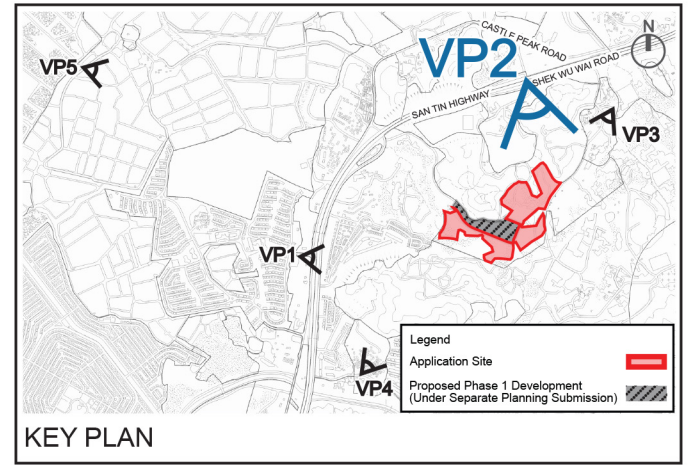 N
CASTLE PEAK ROAD
VP2
SHEK WU WAI ROAD
VP5
SAN TIN HIGHWAY
VP3
VP1
VP4
Legend
Application Site
Proposed Phase 1 Development
(Under Separate Planning Submission)
KEY PLAN